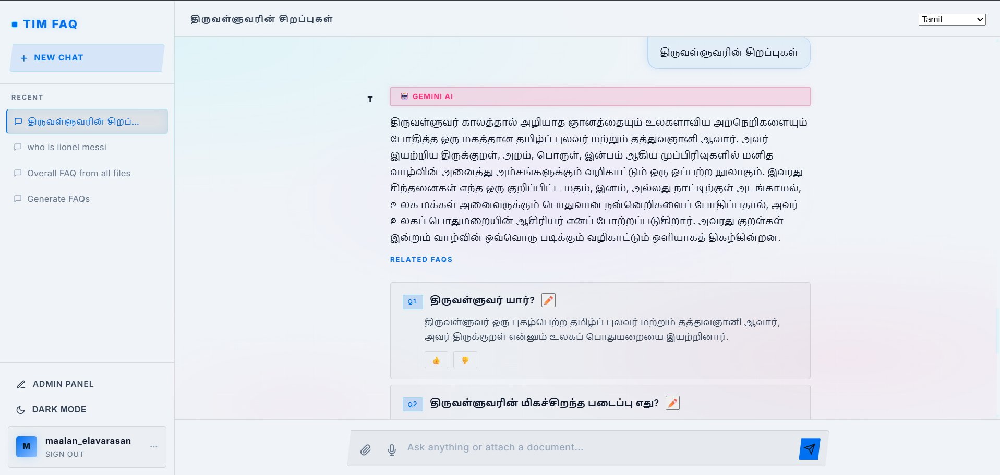 TIM FAQ
+ NEW CHAT
RECENT
திருவள்ளுவரின் சிறப்...
who is iionel messi
Overall FAQ from all files
Generate FAQs
ADMIN PANEL
DARK MODE
M
maalan_elavarasan
SIGN OUT
...
திருவள்ளுவரின் சிறப்புகள்
Tamil
திருவள்ளுவரின் சிறப்புகள்
T
GEMINI AI
திருவள்ளுவர் காலத்தால் அழியாத ஞானத்தையும் உலகளாவிய அறநெறிகளையும்
போதித்த ஒரு மகத்தான தமிழ்ப் புலவர் மற்றும் தத்துவஞானி ஆவார். அவர்
இயற்றிய திருக்குறள், அறம், பொருள், இன்பம் ஆகிய முப்பிரிவுகளில் மனித
வாழ்வின் அனைத்து அம்சங்களுக்கும் வழிகாட்டும் ஒரு ஒப்பற்ற நூலாகும். இவரது
சிந்தனைகள் எந்த ஒரு குறிப்பிட்ட மதம், இனம், அல்லது நாட்டிற்குள் அடங்காமல்,
உலக மக்கள் அனைவருக்கும் பொதுவான நன்னெறிகளைப் போதிப்பதால், அவர்
உலகப் பொதுமறையின் ஆசிரியர் எனப் போற்றப்படுகிறார். அவரது குறள்கள்
இன்றும் வாழ்வின் ஒவ்வொரு படிக்கும் வழிகாட்டும் ஒளியாகத் திகழ்கின்றன.
RELATED FAQS
Q1 திருவள்ளுவர் யார்?
திருவள்ளுவர் ஒரு புகழ்பெற்ற தமிழ்ப் புலவர் மற்றும் தத்துவஞானி ஆவார்,
அவர் திருக்குறள் என்னும் உலகப் பொதுமறையை இயற்றினார்.
Q2 திருவள்ளுவரின் மிகச்சிறந்த படைப்பு எது?
Ask anything or attach a document...